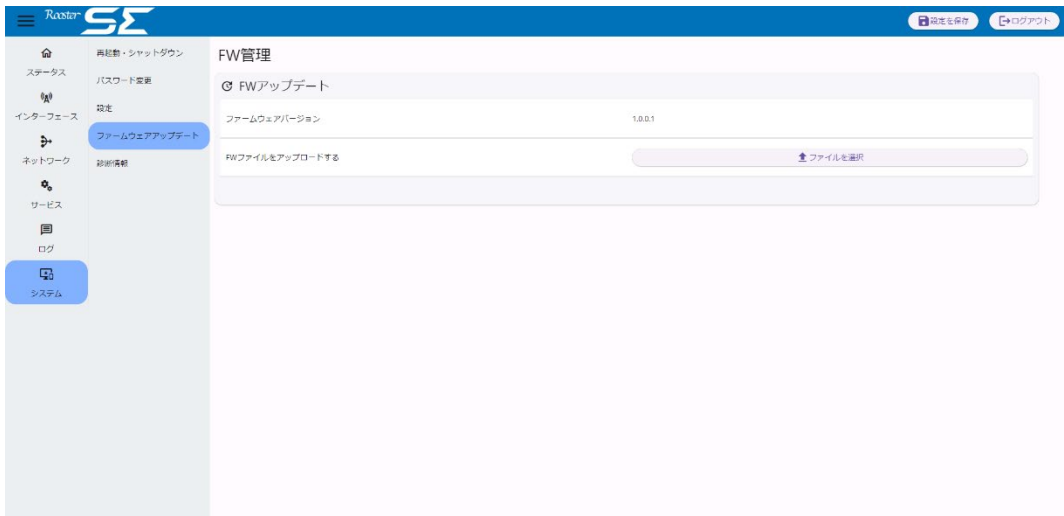 Rooster SE
設定を保存
ログアウト
ステータス
インターフェース
ネットワーク
サービス
ログ
システム
再起動・シャットダウン
パスワード変更
設定
ファームウェアアップデート
診断情報
FW管理
FWアップデート
ファームウェアバージョン 1.0.0.1
FWファイルをアップロードする ファイルを選択